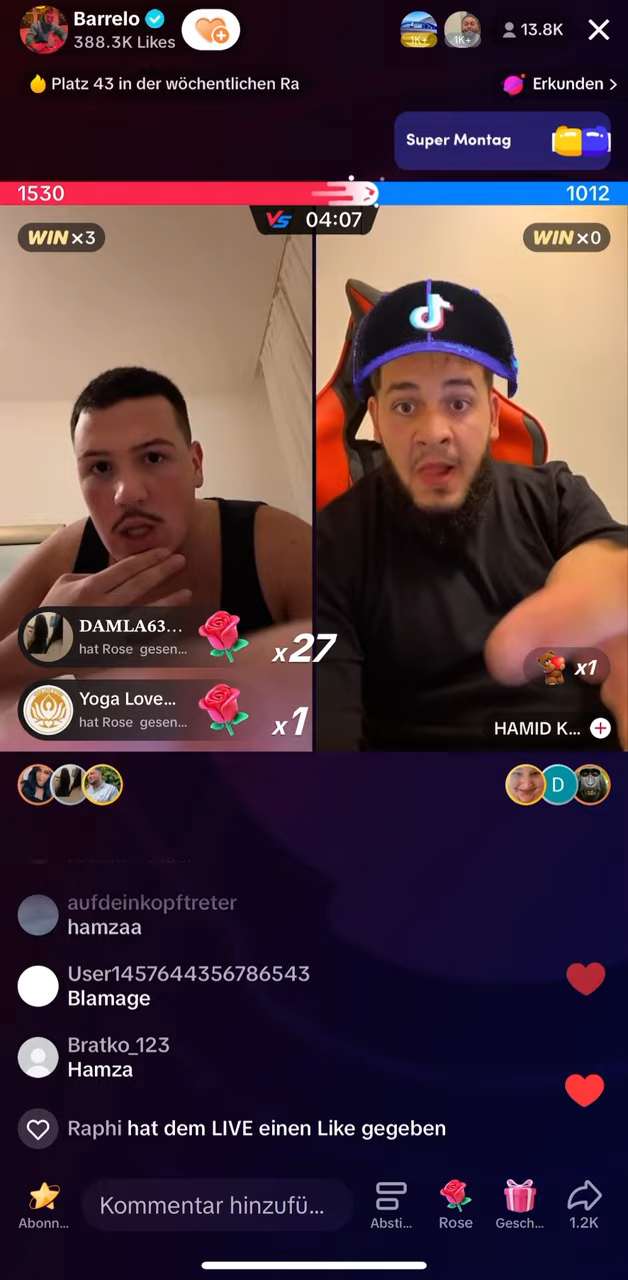 Barrelo
388.3K Likes
1K+
1K+
13.8K
Platz 43 in der wöchentlichen Ra
Erkunden >
Super Montag
1530
1012
VS 04:07
WIN ×3
WIN ×0
DAMLA63...
hat Rose gesen...
x27
Yoga Love...
hat Rose gesen...
x1
x1
HAMID K...
D
aufdeinkopftreter
hamzaa
User1457644356786543
Blamage
Bratko_123
Hamza
Raphi hat dem LIVE einen Like gegeben
Kommentar hinzufü...
Abonn...
Absti...
Rose
Gesch...
1.2K